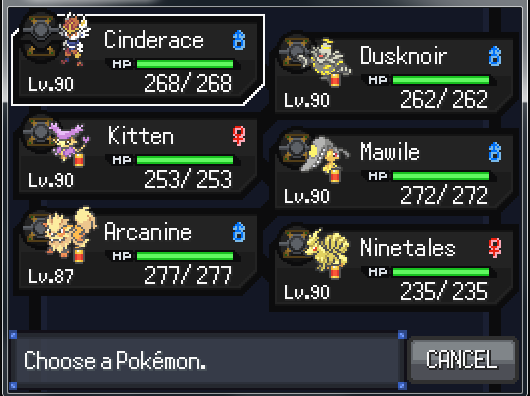 Cinderace ♂
HP
Lv.90 268/268
Dusknoir ♂
HP
Lv.90 262/262
Kitten ♀
HP
Lv.90 253/253
Mawile ♂
HP
Lv.90 272/272
Arcanine ♂
HP
Lv.87 277/277
Ninetales ♀
HP
Lv.90 235/235
Choose a Pokémon.
CANCEL